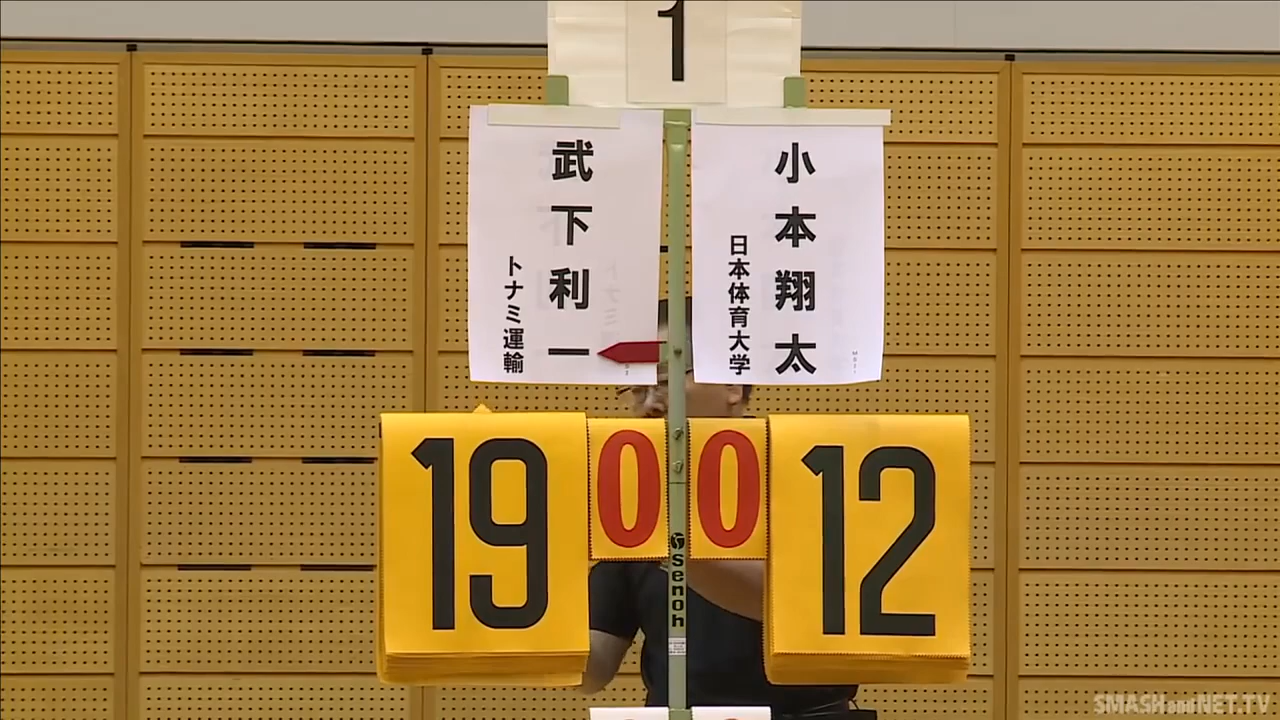 1
武下利一
トナミ運輸
小本翔太
日本体育大学
19
0
0
12
Senoh
SMASHandNET.TV